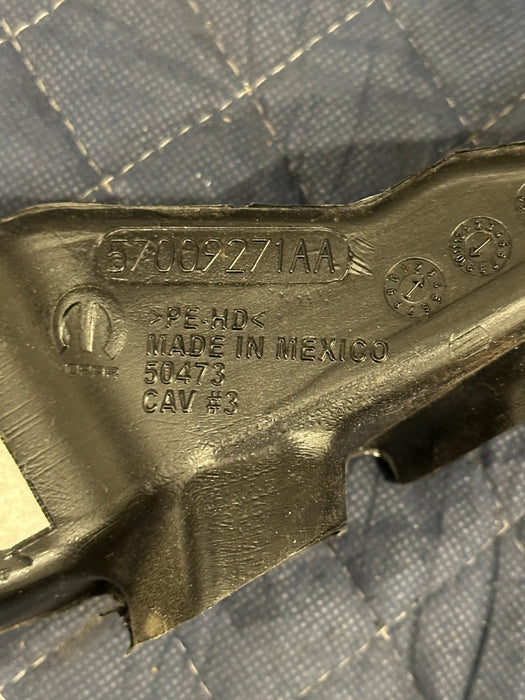 57009271AA
>PE-HD<
MADE IN MEXICO
50473
CAV #3